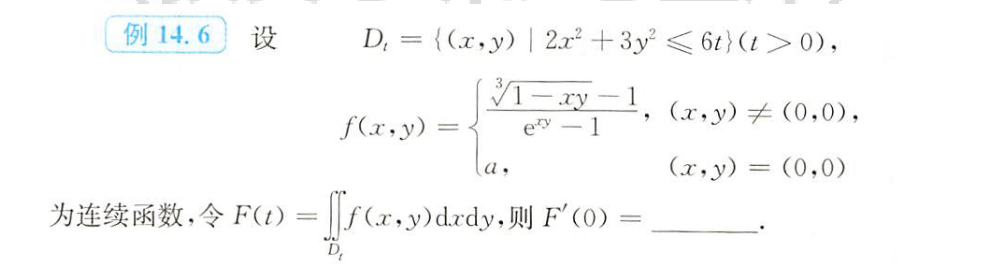 例 14.6 设 D_t = {(x,y) | 2x² + 3y² ⩽ 6t}(t > 0),
f(x,y) = { (∛(1 − xy) − 1)/(e^{xy} − 1), (x,y) ≠ (0,0),
a, (x,y) = (0,0)
为连续函数,令 F(t) = ∬_{D_t} f(x,y)dxdy,则 F′(0) = ________.